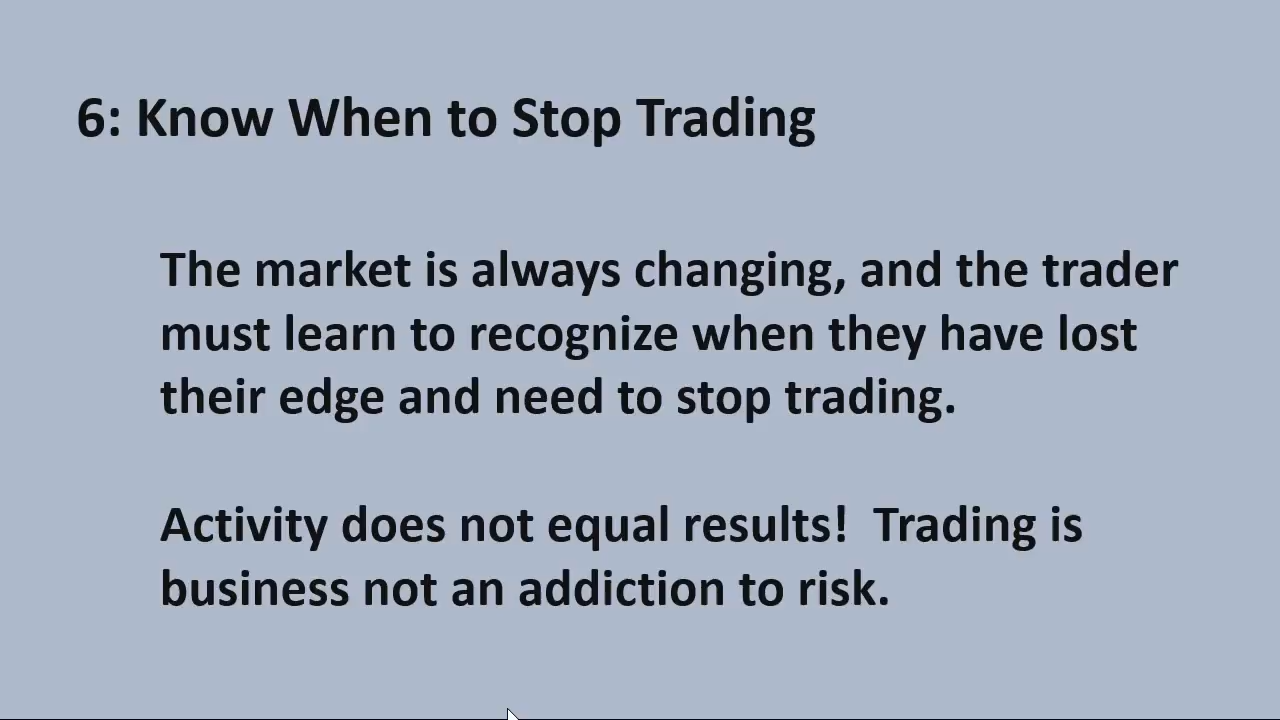 6: Know When to Stop Trading
The market is always changing, and the trader
must learn to recognize when they have lost
their edge and need to stop trading.
Activity does not equal results!  Trading is
business not an addiction to risk.